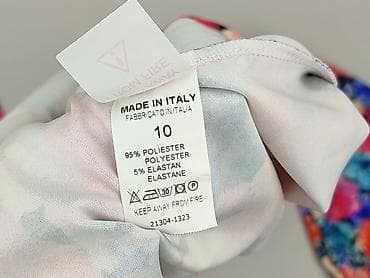 MADE IN ITALY
FABBRICATO IN ITALIA
10
95% POLIESTER
POLYESTER
5% ELASTAN
ELASTANE
30
KEEP AWAY FROM FIRE
21304-1323